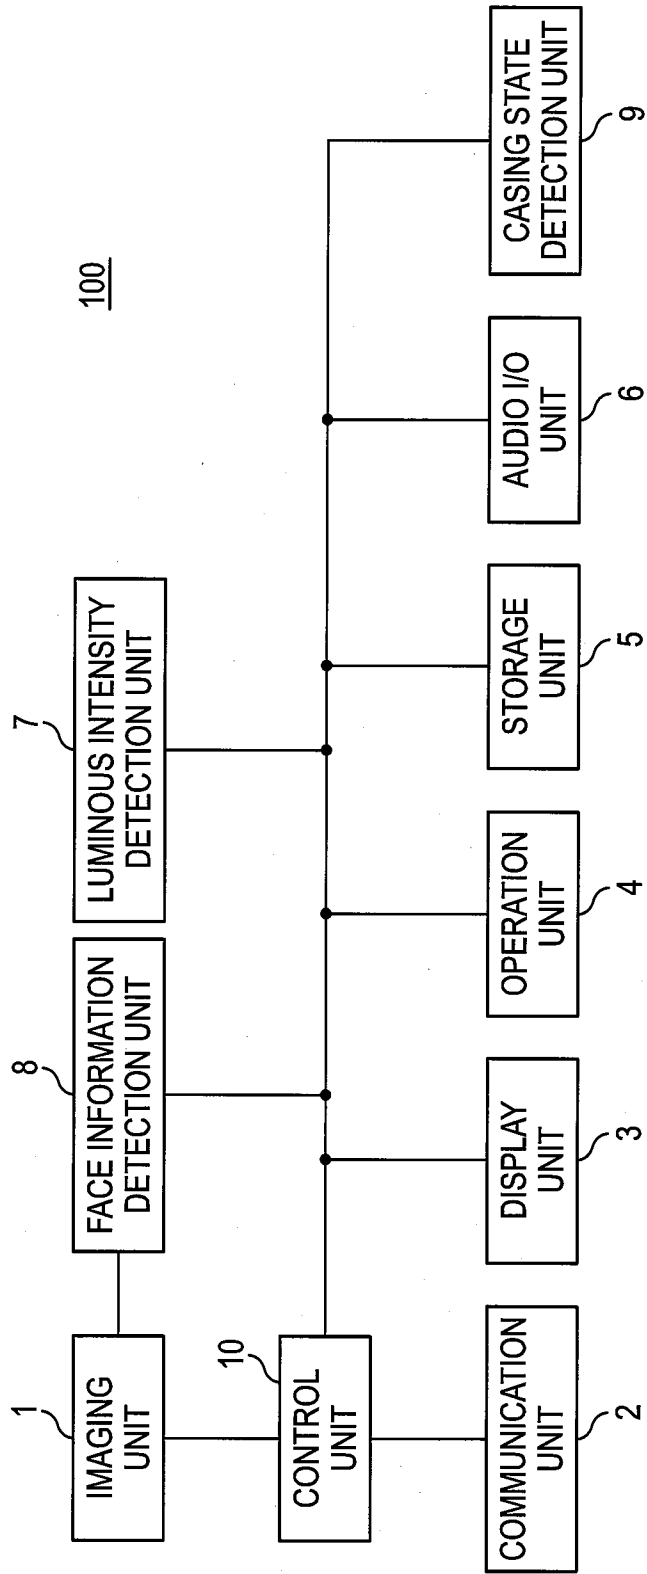 100
1
IMAGING
UNIT
8
FACE INFORMATION
DETECTION UNIT
7
LUMINOUS INTENSITY
DETECTION UNIT
10
CONTROL
UNIT
COMMUNICATION
UNIT
2
DISPLAY
UNIT
3
OPERATION
UNIT
4
STORAGE
UNIT
5
AUDIO I/O
UNIT
6
CASING STATE
DETECTION UNIT
9